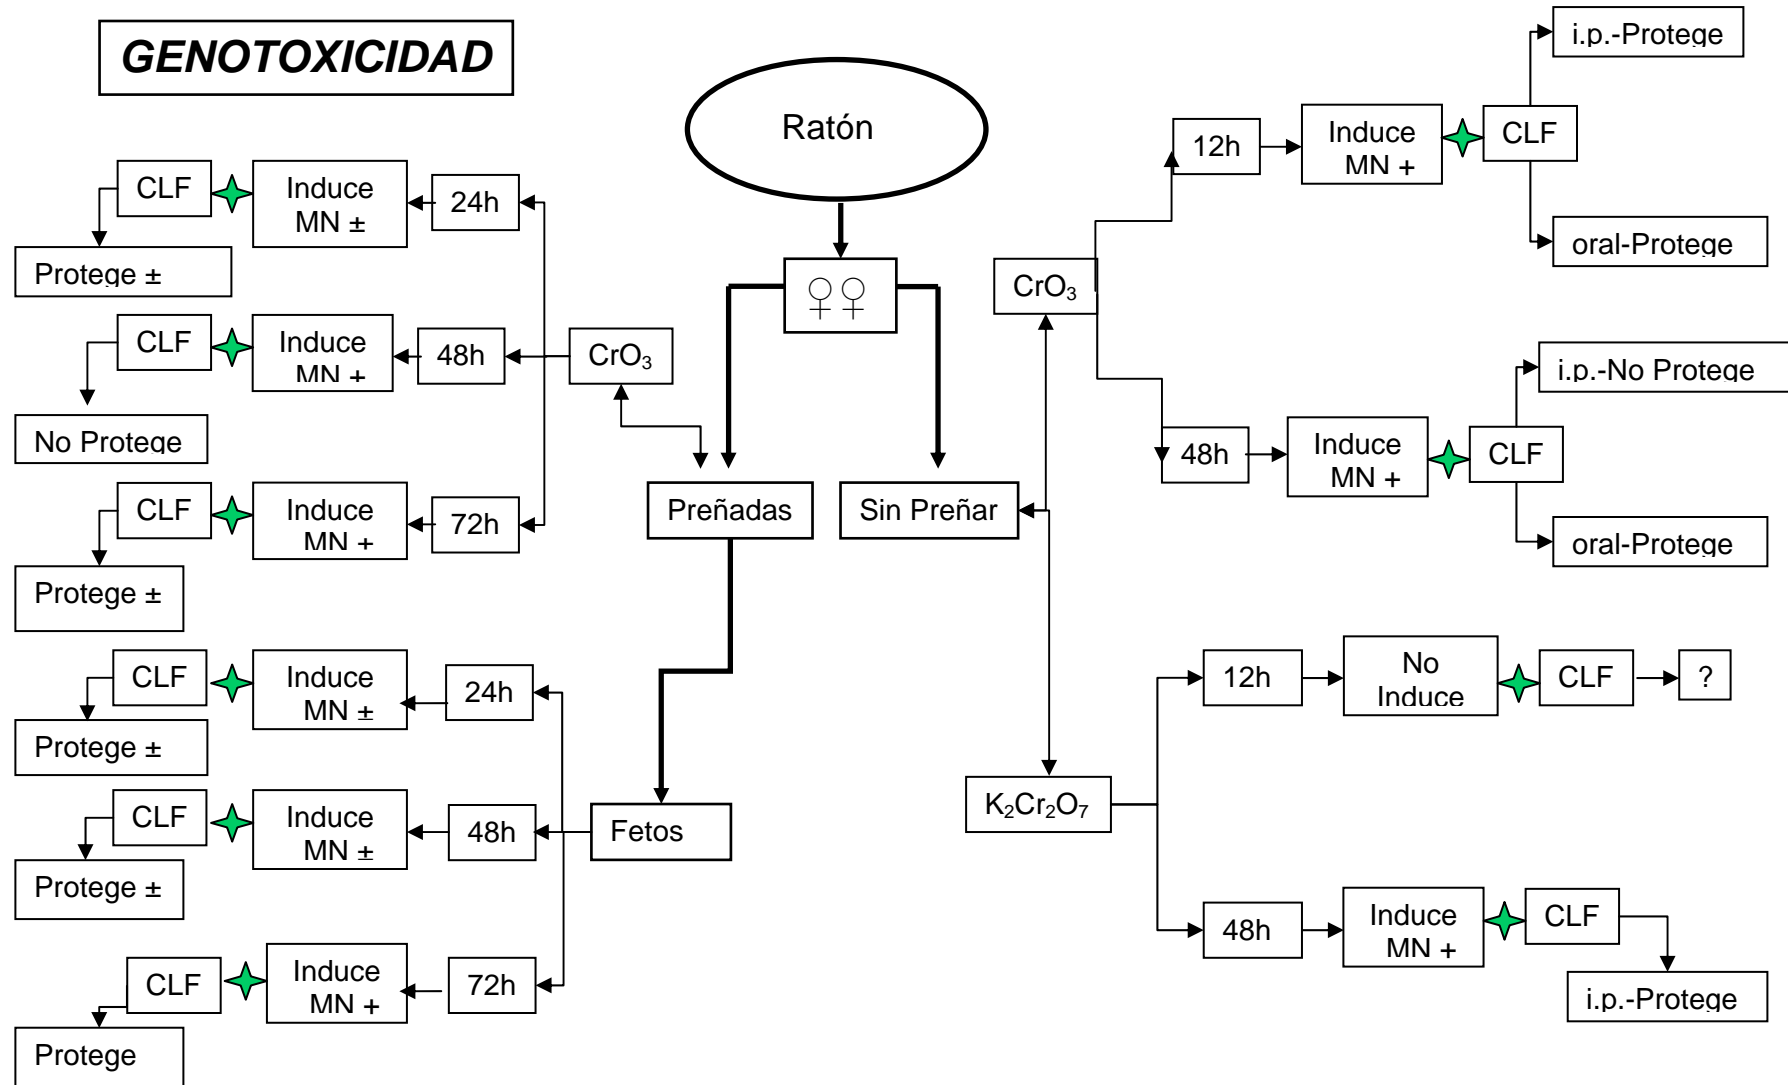 GENOTOXICIDAD
Ratón
♀♀
Preñadas
Sin Preñar
CrO₃
24h
Induce
MN ±
CLF
Protege ±
48h
Induce
MN +
CLF
No Protege
72h
Induce
MN +
CLF
Protege ±
Fetos
24h
Induce
MN ±
CLF
Protege ±
48h
Induce
MN ±
CLF
Protege ±
72h
Induce
MN +
CLF
Protege
CrO₃
12h
Induce
MN +
CLF
i.p.-Protege
oral-Protege
48h
Induce
MN +
CLF
i.p.-No Protege
oral-Protege
K₂Cr₂O₇
12h
No
Induce
CLF
?
48h
Induce
MN +
CLF
i.p.-Protege